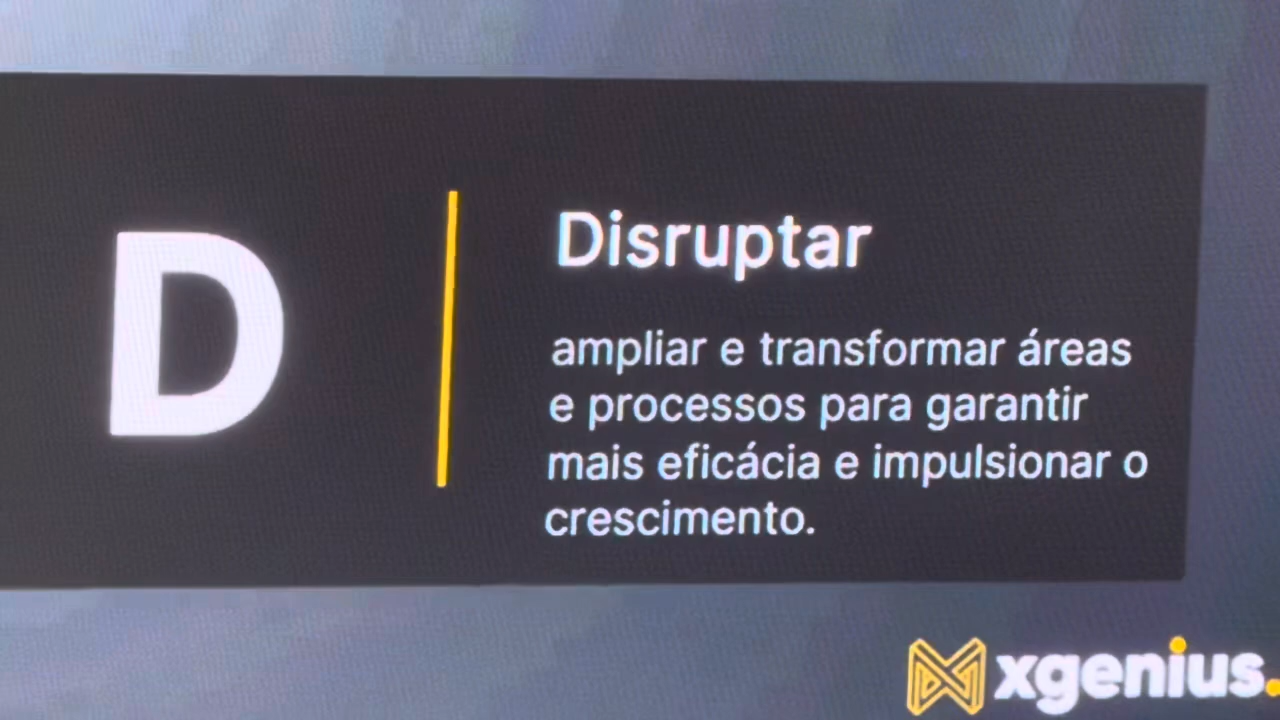 D
Disruptar
ampliar e transformar áreas
e processos para garantir
mais eficácia e impulsionar o
crescimento.
xgenius.